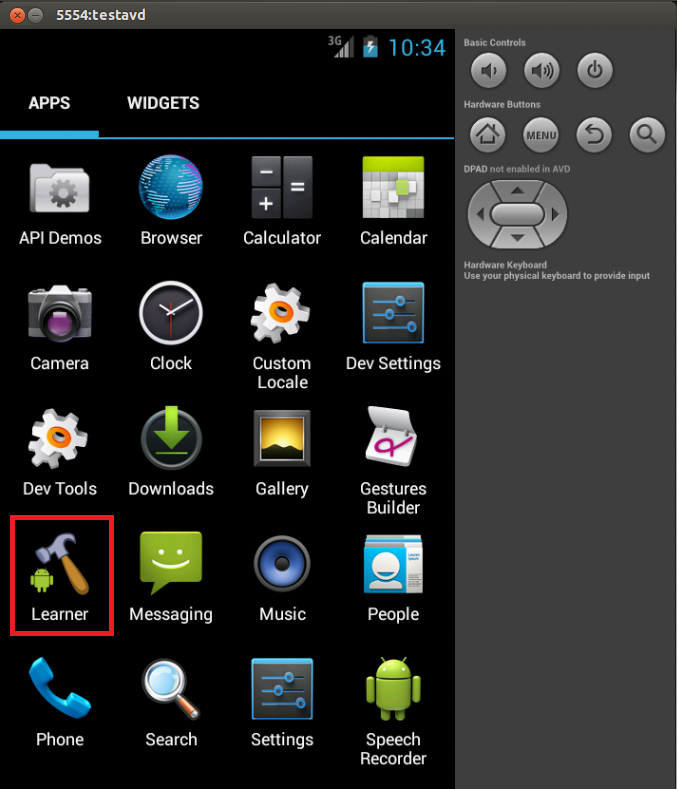 5554:testavd
3G 10:34
APPS WIDGETS
API Demos Browser Calculator Calendar
Camera Clock Custom Locale Dev Settings
Dev Tools Downloads Gallery Gestures Builder
Learner Messaging Music People
Phone Search Settings Speech Recorder
Basic Controls
Hardware Buttons
MENU
DPAD not enabled in AVD
Hardware Keyboard
Use your physical keyboard to provide input